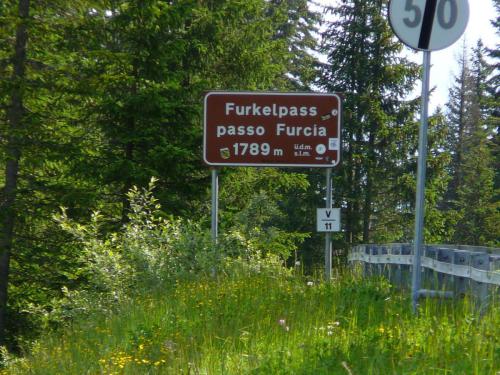 50
Furkelpass
passo Furcia
1789 m ü.d.m.
s.l.m.
V
11